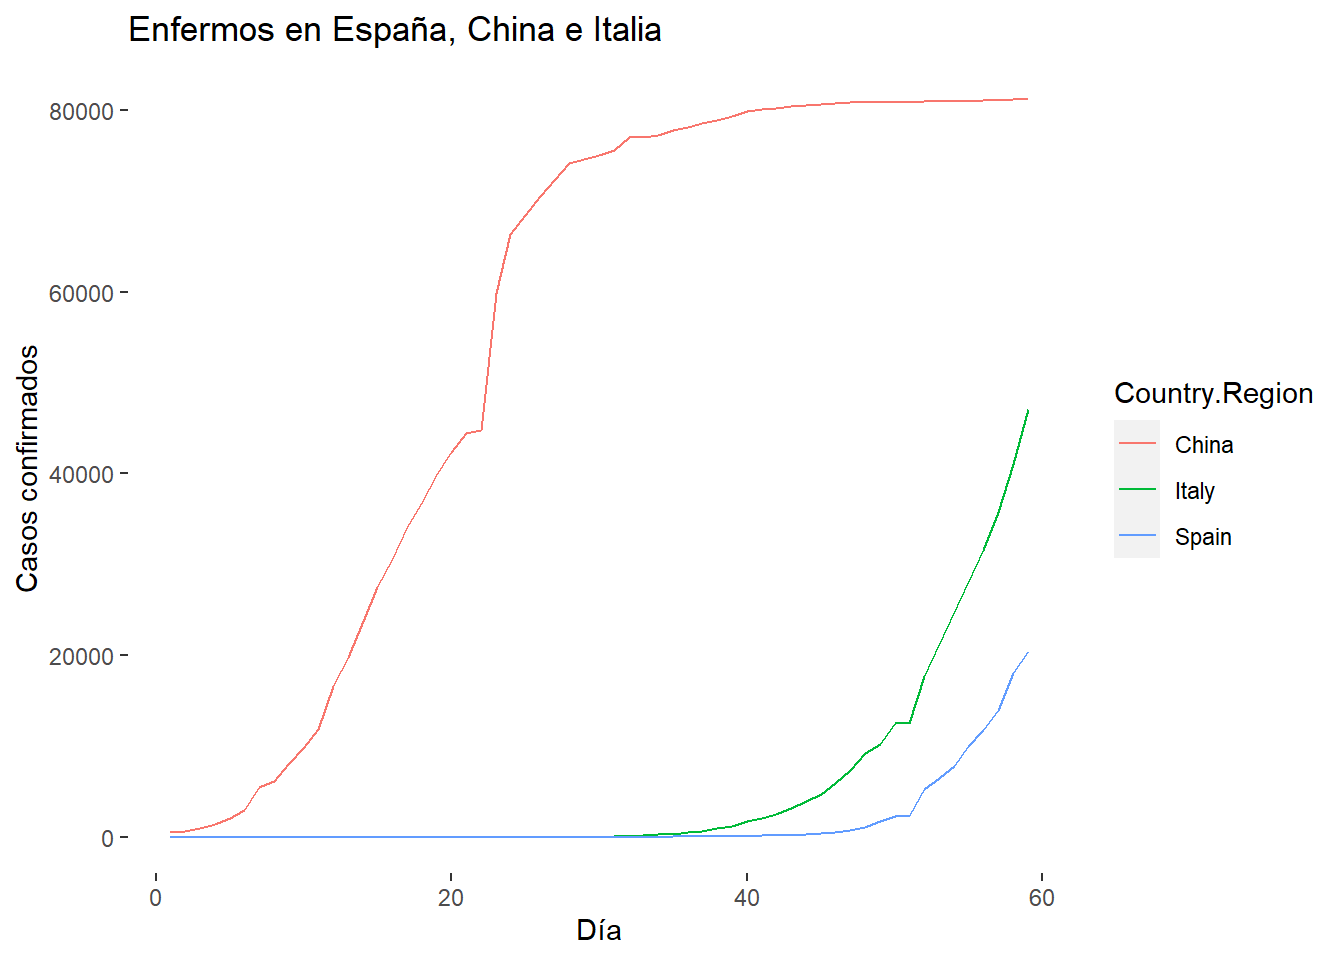 Enfermos en España, China e Italia
80000
60000
40000
20000
0
Casos confirmados
0
20
40
60
Día
Country.Region
China
Italy
Spain